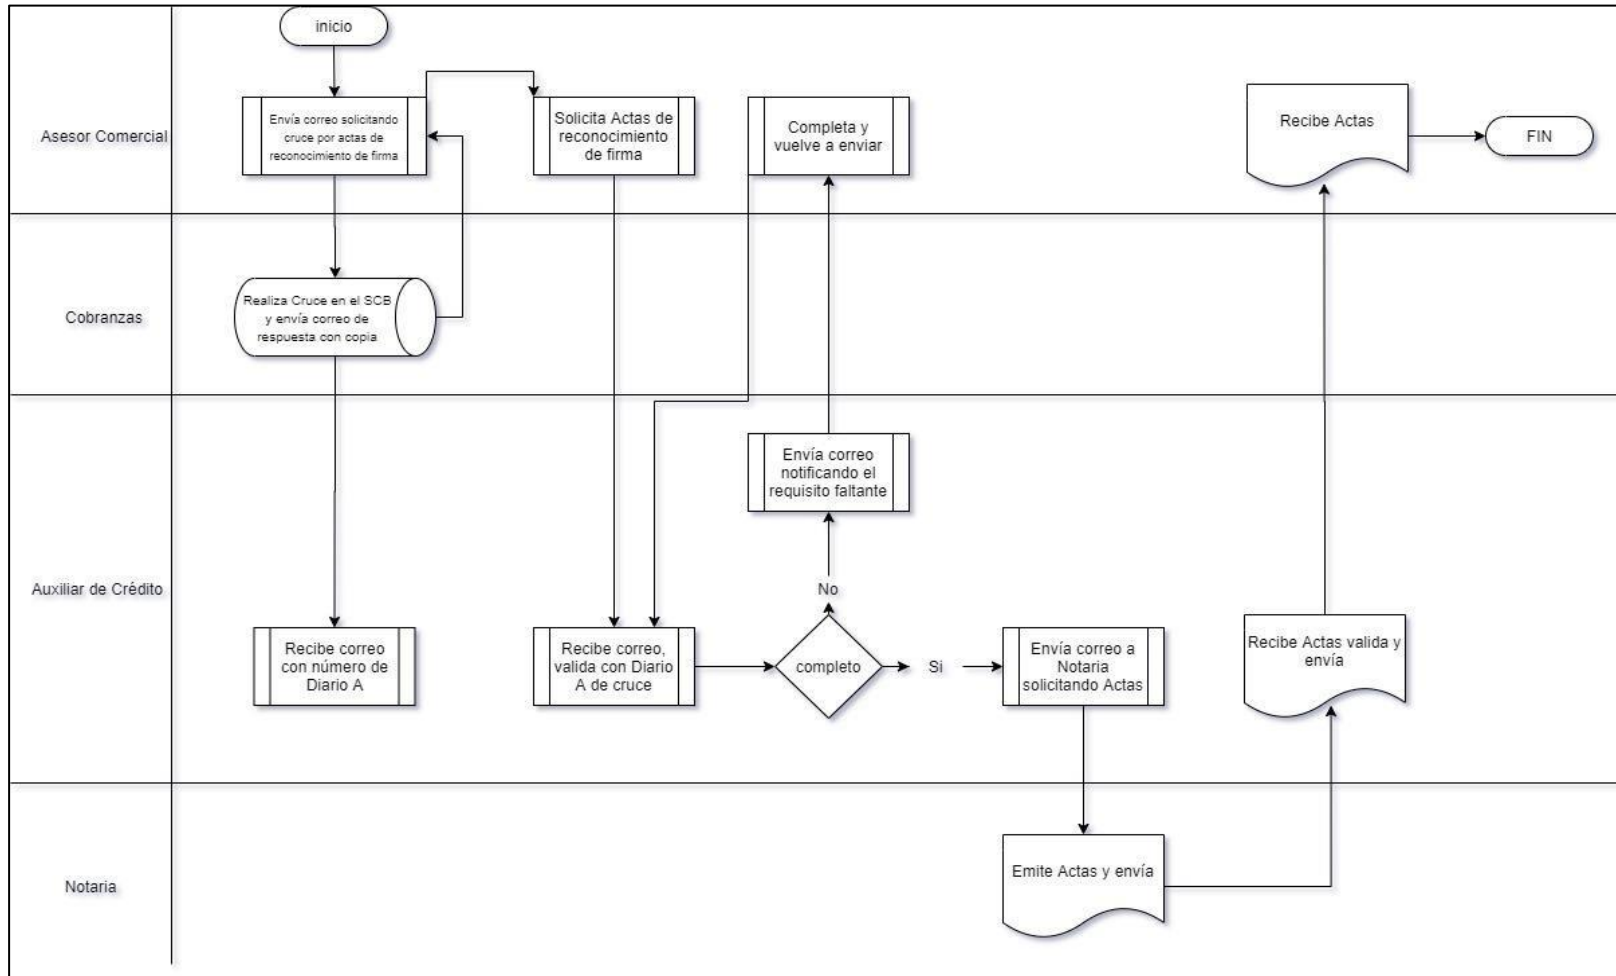 inicio
Asesor Comercial
Envía correo solicitando
cruce por actas de
reconocimiento de firma
Solicita Actas de
reconocimiento
de firma
Completa y
vuelve a enviar
Recibe Actas
FIN
Cobranzas
Realiza Cruce en el SCB
y envía correo de
respuesta con copia
Auxiliar de Crédito
Envía correo
notificando el
requisito faltante
No
Recibe correo
con número de
Diario A
Recibe correo,
valida con Diario
A de cruce
completo
Si
Envía correo a
Notaria
solicitando Actas
Recibe Actas valida y
envía
Notaria
Emite Actas y envía